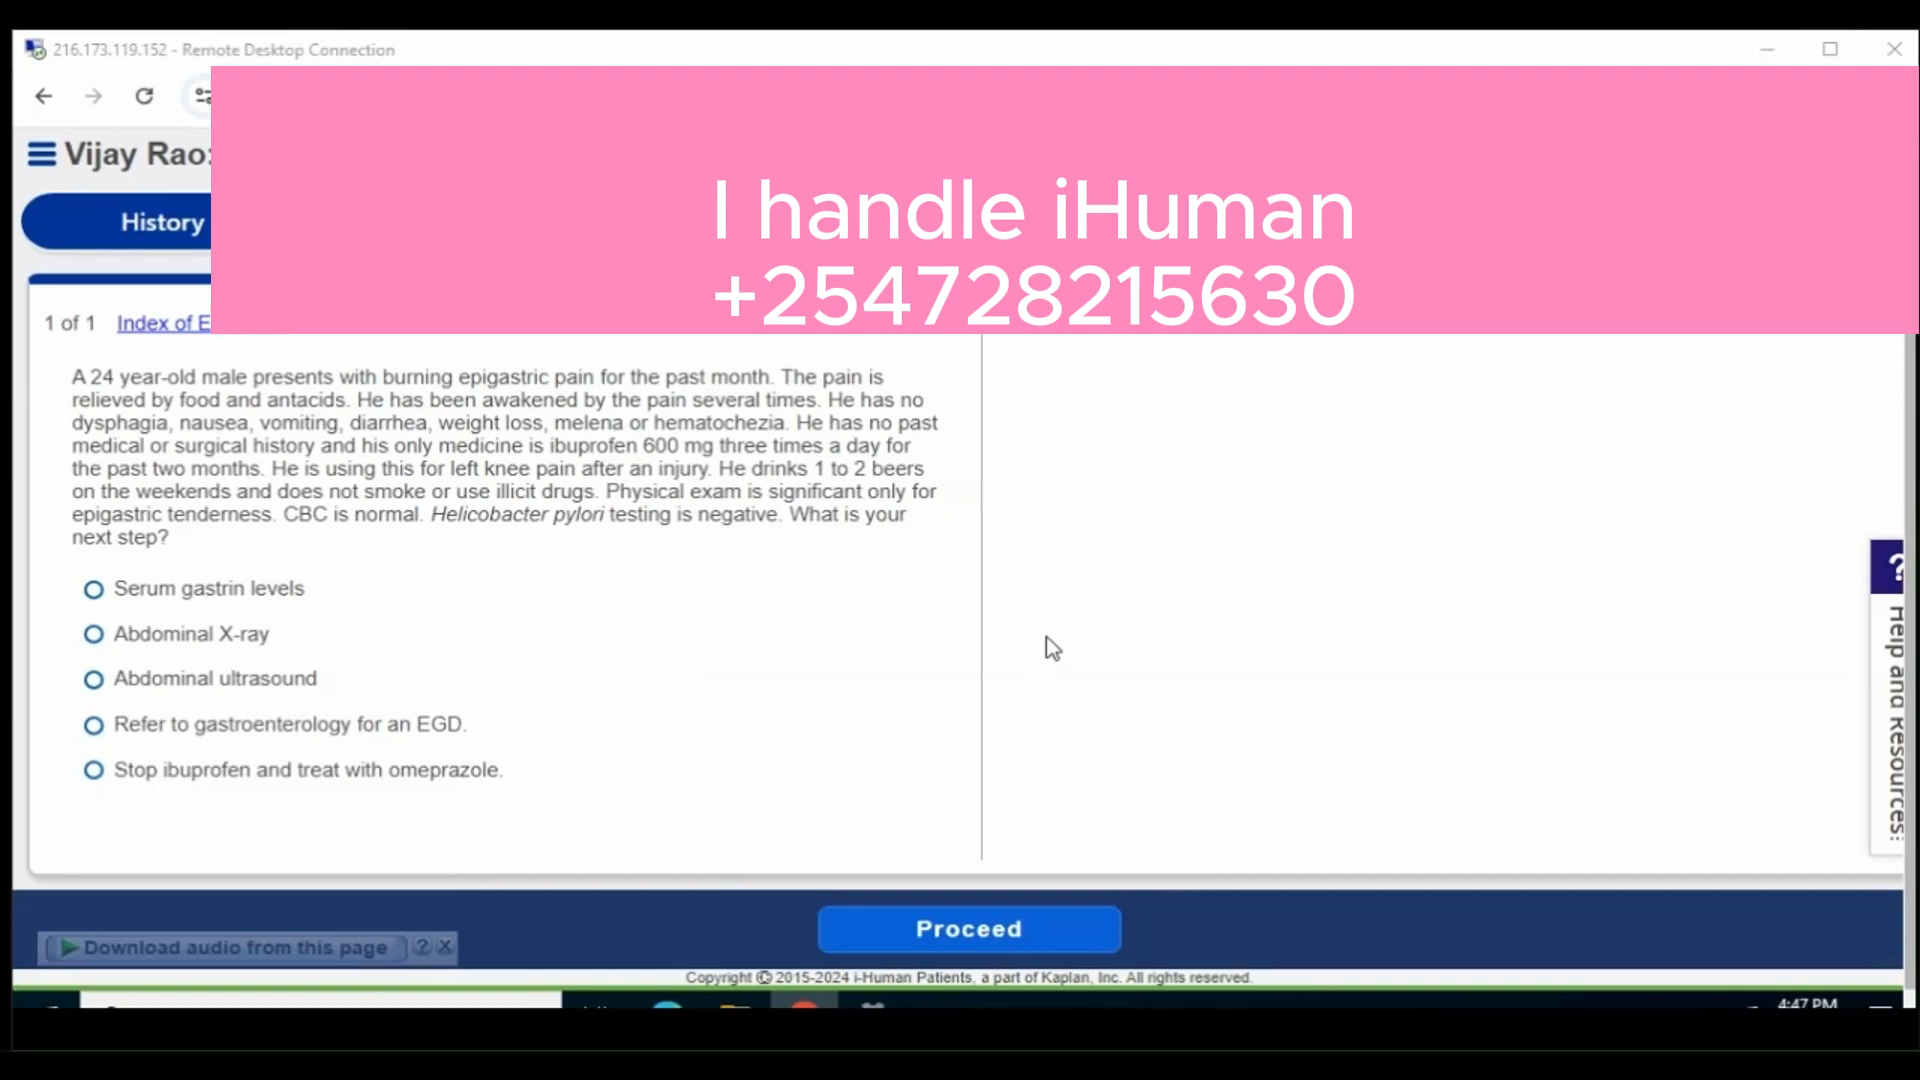 216.173.119.152 - Remote Desktop Connection
Vijay Rao:
I handle iHuman
+254728215630
History
1 of 1 Index of E
A 24 year-old male presents with burning epigastric pain for the past month. The pain is
relieved by food and antacids. He has been awakened by the pain several times. He has no
dysphagia, nausea, vomiting, diarrhea, weight loss, melena or hematochezia. He has no past
medical or surgical history and his only medicine is ibuprofen 600 mg three times a day for
the past two months. He is using this for left knee pain after an injury. He drinks 1 to 2 beers
on the weekends and does not smoke or use illicit drugs. Physical exam is significant only for
epigastric tenderness. CBC is normal. Helicobacter pylori testing is negative. What is your
next step?
Serum gastrin levels
Abdominal X-ray
Abdominal ultrasound
Refer to gastroenterology for an EGD.
Stop ibuprofen and treat with omeprazole.
?
Help and Resources:
Proceed
Download audio from this page ? X
Copyright © 2015-2024 i-Human Patients, a part of Kaplan, Inc. All rights reserved.
4:47 PM